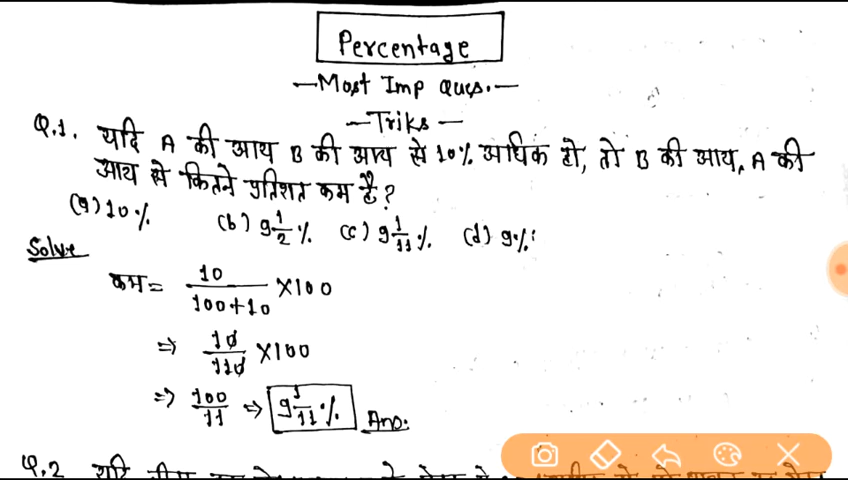 Percentage
—Most Imp Ques.—
—Triks—
Q.1. यदि A की आय B की आय से 10% अधिक हो, तो B की आय, A की
आय से कितने प्रतिशत कम है?
(a) 10% (b) 9 1/2 % (c) 9 1/11 % (d) 9%
Solve
कम = 10/(100+10) ×100
⇒ 10/110 ×100
⇒ 100/11 ⇒ 9 1/11 % Ans.
Q.2 यदि